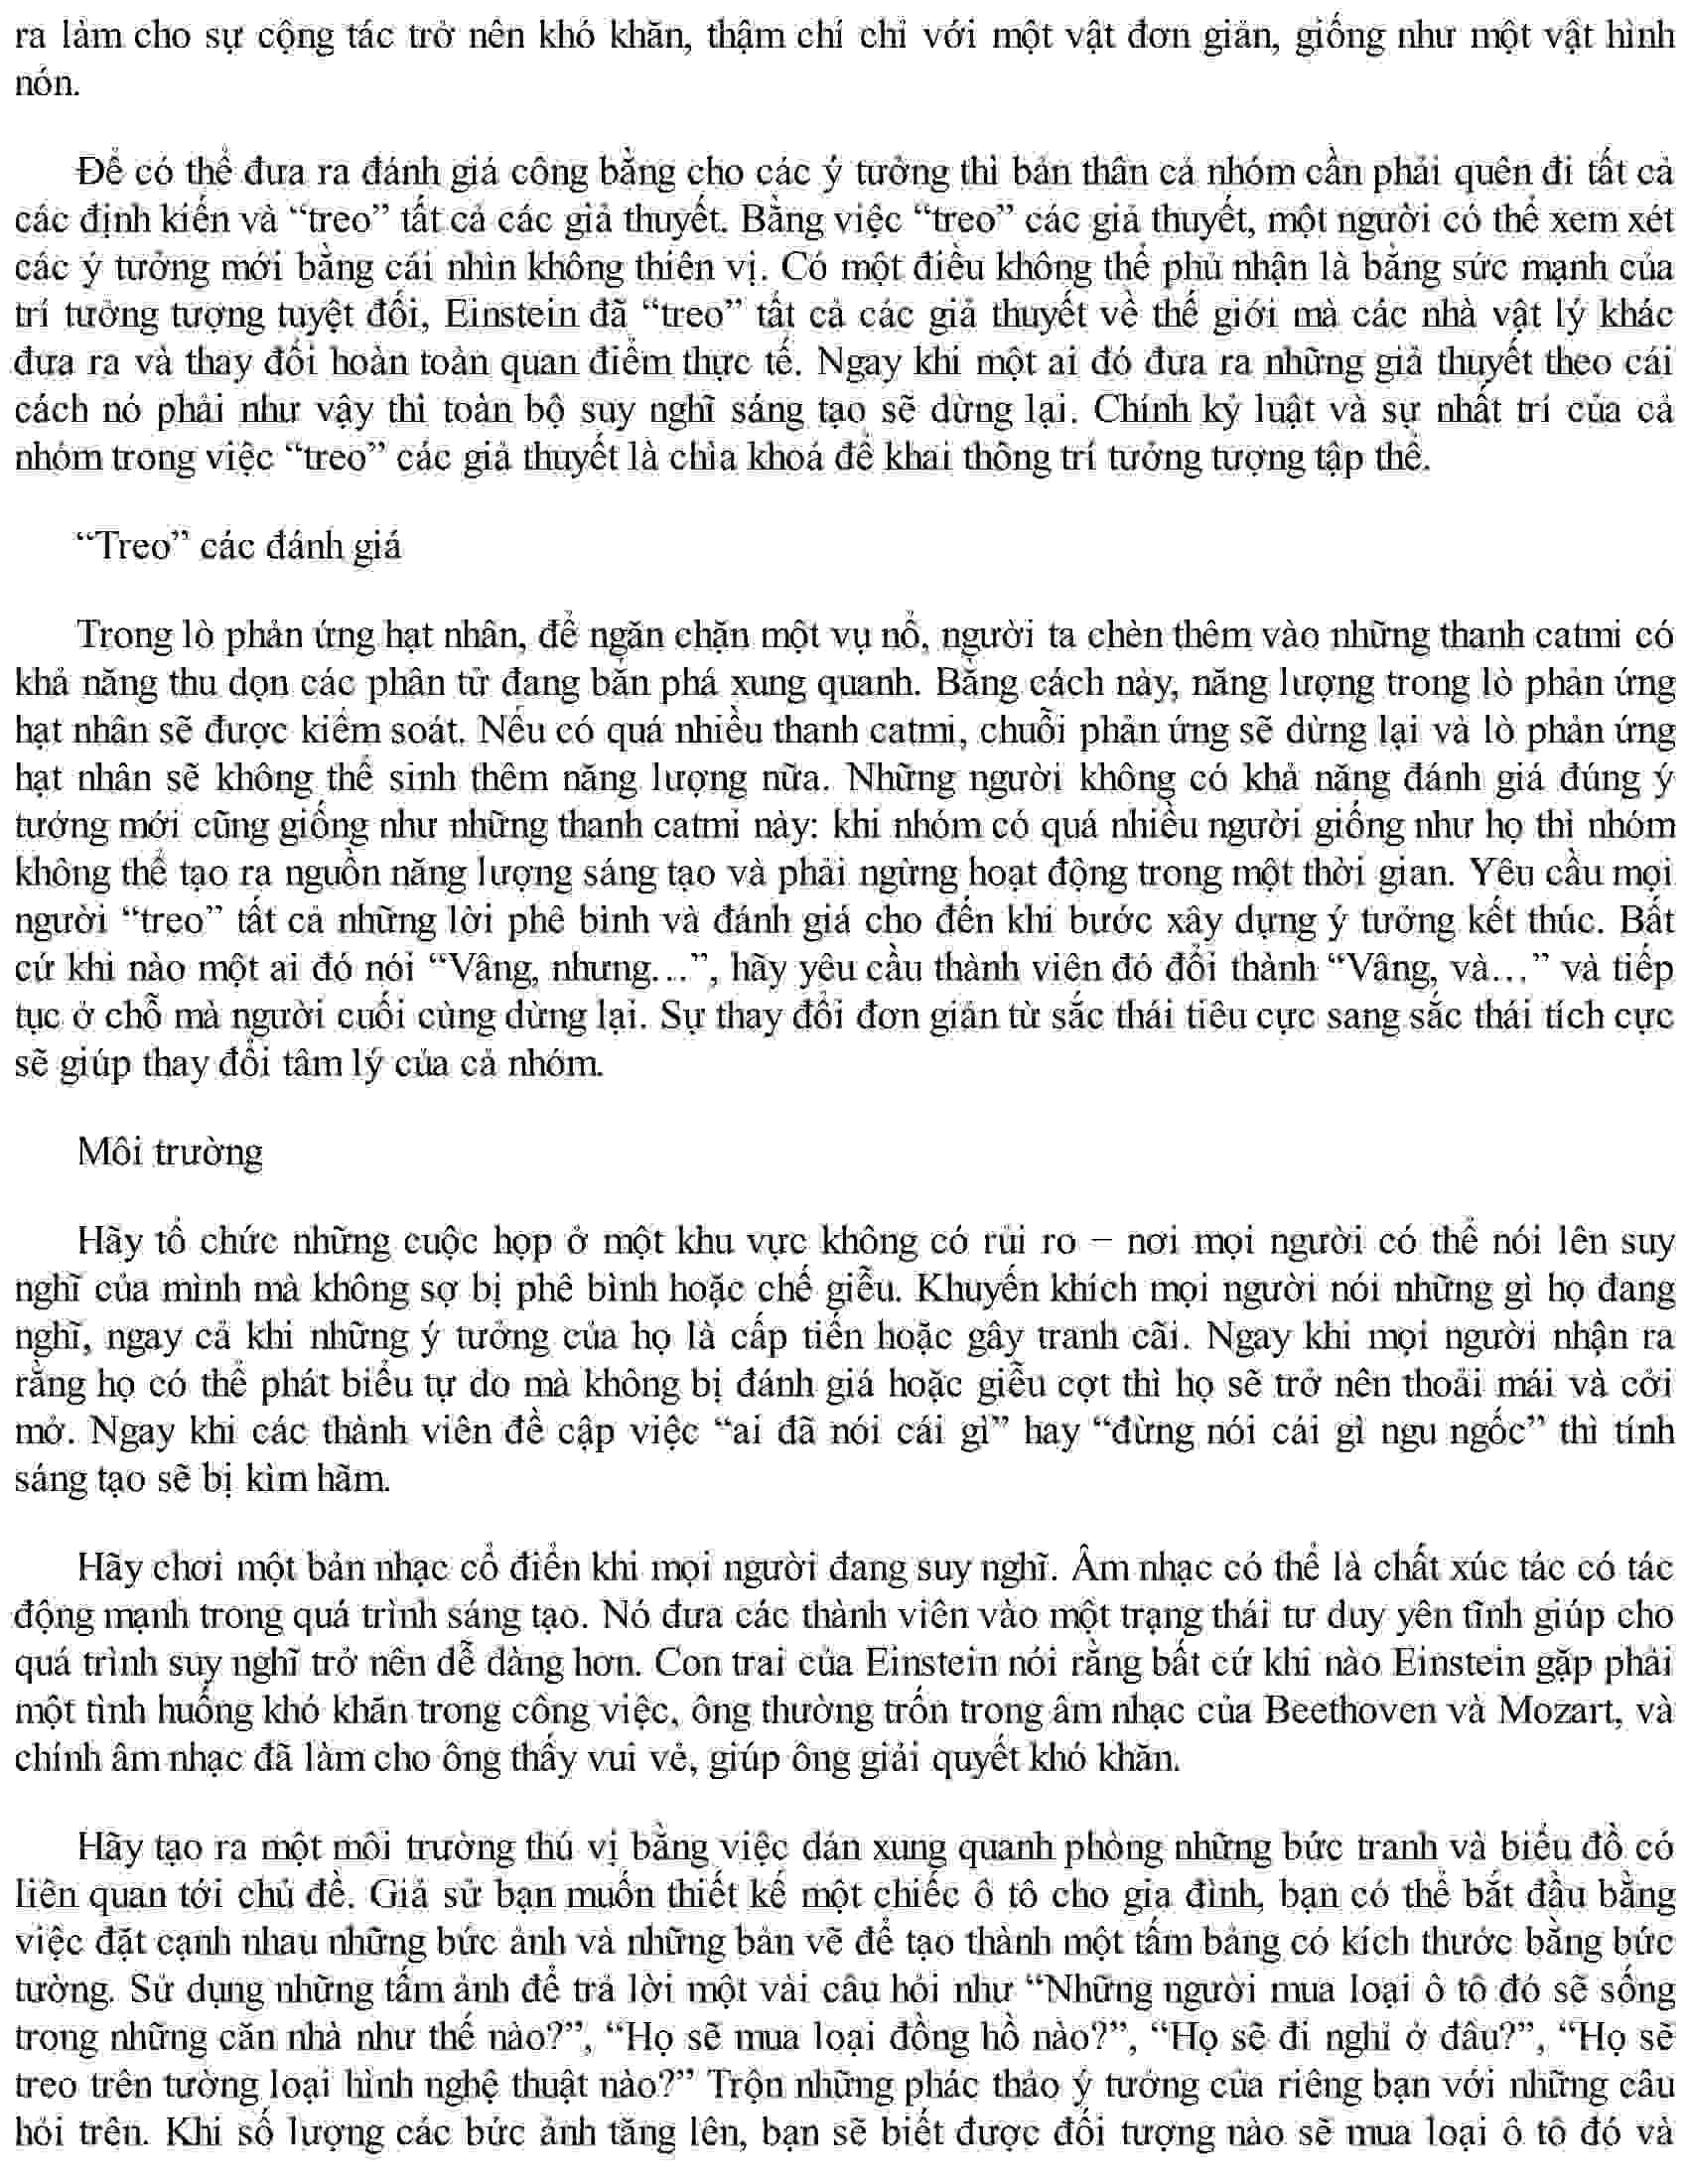 ra làm cho sự cộng tác trở nên khó khăn, thậm chí chỉ với một vật đơn giản, giống như một vật hình
nón.
Để có thể đưa ra đánh giá công bằng cho các ý tưởng thì bản thân cả nhóm cần phải quên đi tất cả
các định kiến và “treo” tất cả các giả thuyết. Bằng việc “treo” các giả thuyết, một người có thể xem xét
các ý tưởng mới bằng cái nhìn không thiên vị. Có một điều không thể phủ nhận là bằng sức mạnh của
trí tưởng tượng tuyệt đối, Einstein đã “treo” tất cả các giả thuyết về thế giới mà các nhà vật lý khác
đưa ra và thay đổi hoàn toàn quan điểm thực tế. Ngay khi một ai đó đưa ra những giả thuyết theo cái
cách nó phải như vậy thì toàn bộ suy nghĩ sáng tạo sẽ dừng lại. Chính kỷ luật và sự nhất trí của cả
nhóm trong việc “treo” các giả thuyết là chìa khoá để khai thông trí tưởng tượng tập thể.
“Treo” các đánh giá
Trong lò phản ứng hạt nhân, để ngăn chặn một vụ nổ, người ta chèn thêm vào những thanh catmi có
khả năng thu dọn các phân tử đang bắn phá xung quanh. Bằng cách này, năng lượng trong lò phản ứng
hạt nhân sẽ được kiểm soát. Nếu có quá nhiều thanh catmi, chuỗi phản ứng sẽ dừng lại và lò phản ứng
hạt nhân sẽ không thể sinh thêm năng lượng nữa. Những người không có khả năng đánh giá đúng ý
tưởng mới cũng giống như những thanh catmi này: khi nhóm có quá nhiều người giống như họ thì nhóm
không thể tạo ra nguồn năng lượng sáng tạo và phải ngừng hoạt động trong một thời gian. Yêu cầu mọi
người “treo” tất cả những lời phê bình và đánh giá cho đến khi bước xây dựng ý tưởng kết thúc. Bất
cứ khi nào một ai đó nói “Vâng, nhưng…”, hãy yêu cầu thành viên đó đổi thành “Vâng, và…” và tiếp
tục ở chỗ mà người cuối cùng dừng lại. Sự thay đổi đơn giản từ sắc thái tiêu cực sang sắc thái tích cực
sẽ giúp thay đổi tâm lý của cả nhóm.
Môi trường
Hãy tổ chức những cuộc họp ở một khu vực không có rủi ro – nơi mọi người có thể nói lên suy
nghĩ của mình mà không sợ bị phê bình hoặc chế giễu. Khuyến khích mọi người nói những gì họ đang
nghĩ, ngay cả khi những ý tưởng của họ là cấp tiến hoặc gây tranh cãi. Ngay khi mọi người nhận ra
rằng họ có thể phát biểu tự do mà không bị đánh giá hoặc giễu cợt thì họ sẽ trở nên thoải mái và cởi
mở. Ngay khi các thành viên đề cập việc “ai đã nói cái gì” hay “đừng nói cái gì ngu ngốc” thì tính
sáng tạo sẽ bị kìm hãm.
Hãy chơi một bản nhạc cổ điển khi mọi người đang suy nghĩ. Âm nhạc có thể là chất xúc tác có tác
động mạnh trong quá trình sáng tạo. Nó đưa các thành viên vào một trạng thái tư duy yên tĩnh giúp cho
quá trình suy nghĩ trở nên dễ dàng hơn. Con trai của Einstein nói rằng bất cứ khi nào Einstein gặp phải
một tình huống khó khăn trong công việc, ông thường trốn trong âm nhạc của Beethoven và Mozart, và
chính âm nhạc đã làm cho ông thấy vui vẻ, giúp ông giải quyết khó khăn.
Hãy tạo ra một môi trường thú vị bằng việc dán xung quanh phòng những bức tranh và biểu đồ có
liên quan tới chủ đề. Giả sử bạn muốn thiết kế một chiếc ô tô cho gia đình, bạn có thể bắt đầu bằng
việc đặt cạnh nhau những bức ảnh và những bản vẽ để tạo thành một tấm bảng có kích thước bằng bức
tường. Sử dụng những tấm ảnh để trả lời một vài câu hỏi như “Những người mua loại ô tô đó sẽ sống
trong những căn nhà như thế nào?”, “Họ sẽ mua loại đồng hồ nào?”, “Họ sẽ đi nghỉ ở đâu?”, “Họ sẽ
treo trên tường loại hình nghệ thuật nào?” Trộn những phác thảo ý tưởng của riêng bạn với những câu
hỏi trên. Khi số lượng các bức ảnh tăng lên, bạn sẽ biết được đối tượng nào sẽ mua loại ô tô đó và